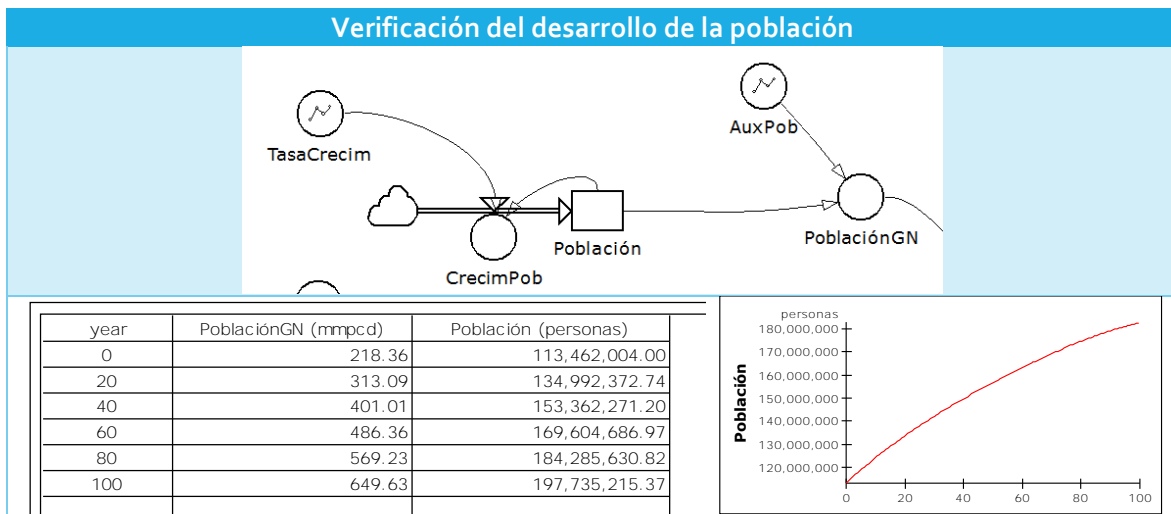 Verificación del desarrollo de la población
AuxPob
TasaCrecim
PoblaciónGN
Población
CrecimPob
year PoblaciónGN (mmpcd) Población (personas)
0 218.36 113,462,004.00
20 313.09 134,992,372.74
40 401.01 153,362,271.20
60 486.36 169,604,686.97
80 569.23 184,285,630.82
100 649.63 197,735,215.37
personas
180,000,000
170,000,000
160,000,000
150,000,000
140,000,000
130,000,000
120,000,000
Población
0 20 40 60 80 100